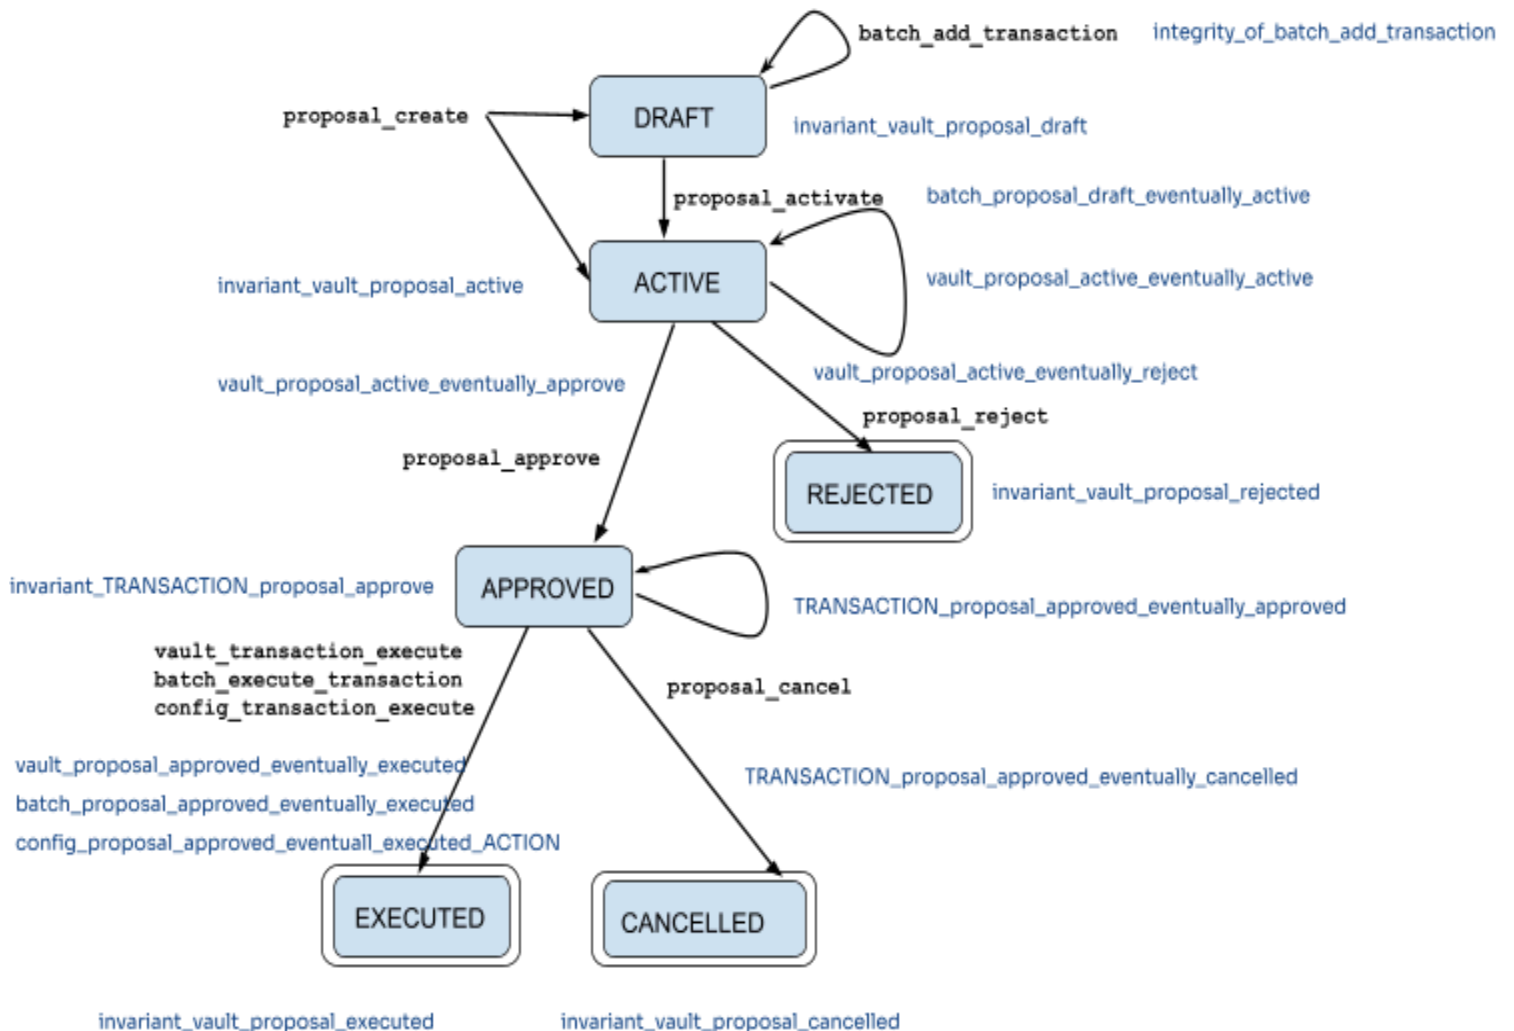 batch_add_transaction integrity_of_batch_add_transaction
proposal_create
DRAFT
invariant_vault_proposal_draft
proposal_activate
batch_proposal_draft_eventually_active
ACTIVE
invariant_vault_proposal_active
vault_proposal_active_eventually_active
vault_proposal_active_eventually_approve
vault_proposal_active_eventually_reject
proposal_reject
proposal_approve
REJECTED
invariant_vault_proposal_rejected
APPROVED
invariant_TRANSACTION_proposal_approve
TRANSACTION_proposal_approved_eventually_approved
vault_transaction_execute
batch_execute_transaction
config_transaction_execute
proposal_cancel
vault_proposal_approved_eventually_executed
batch_proposal_approved_eventually_executed
config_proposal_approved_eventuall_executed_ACTION
TRANSACTION_proposal_approved_eventually_cancelled
EXECUTED
CANCELLED
invariant_vault_proposal_executed
invariant_vault_proposal_cancelled